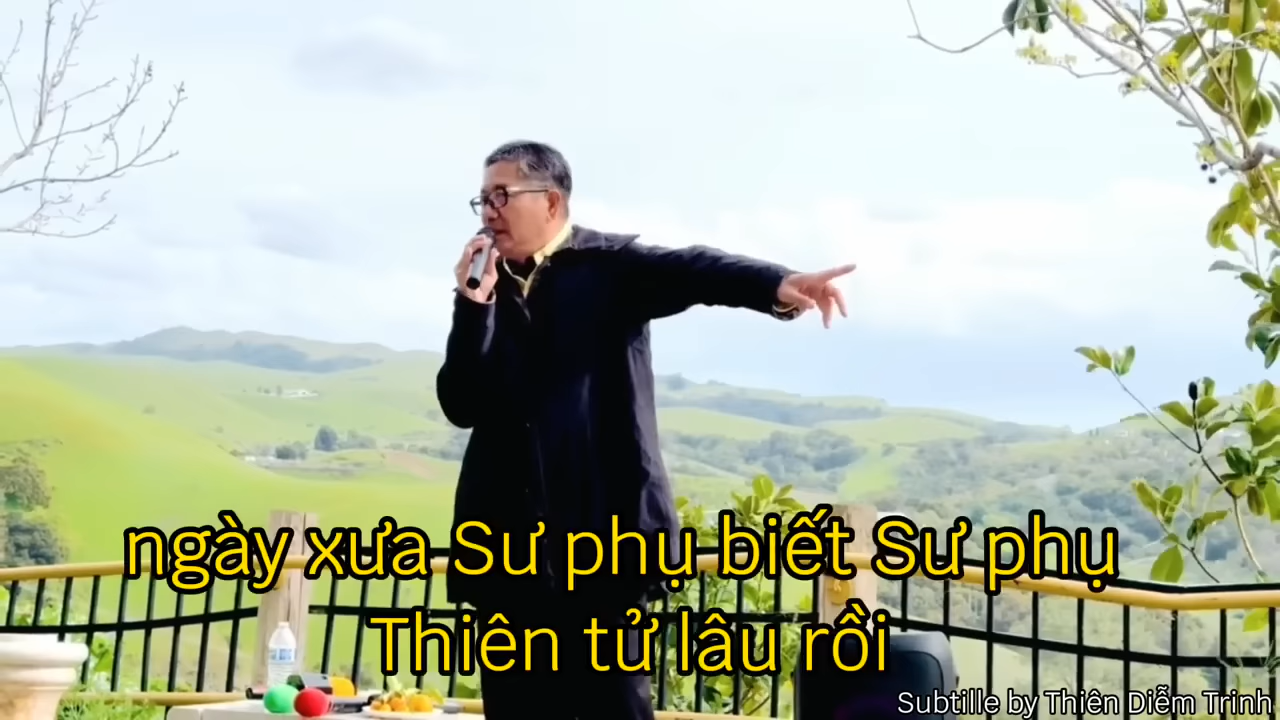 ngày xưa Sư phụ biết Sư phụ
Thiên tử lâu rồi
Subtille by Thiên Diễm Trinh